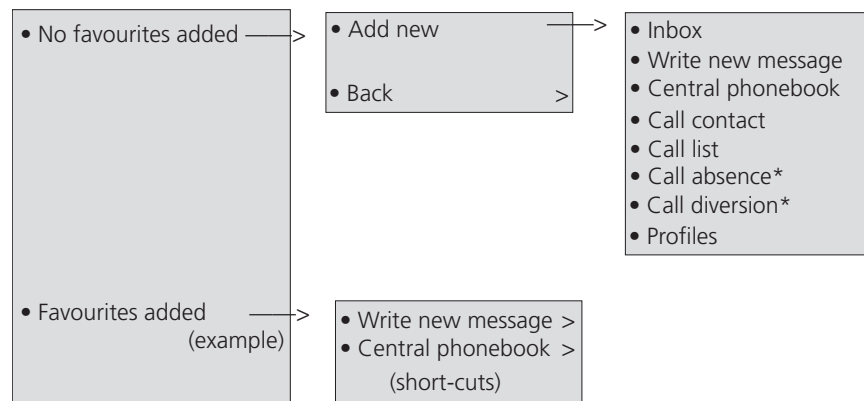 • No favourites added >
• Add new >
• Back >
• Inbox
• Write new message
• Central phonebook
• Call contact
• Call list
• Call absence*
• Call diversion*
• Profiles
• Favourites added >
(example)
• Write new message >
• Central phonebook >
(short-cuts)